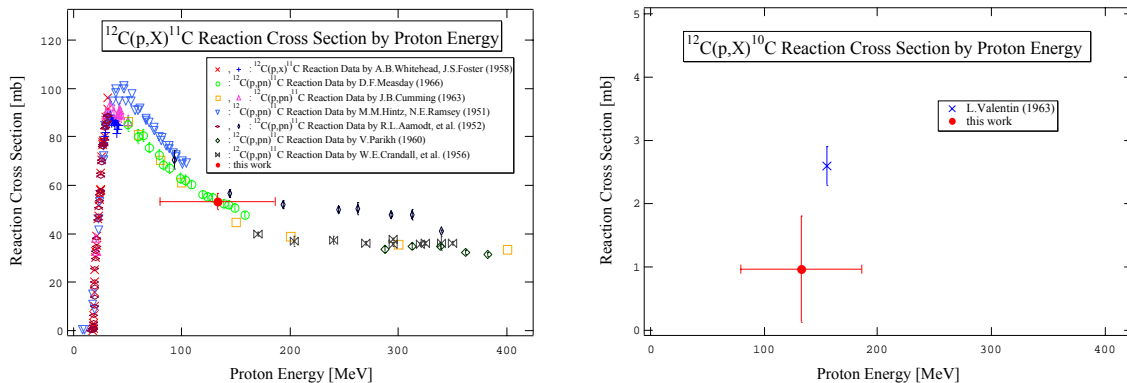 ¹²C(p,X)¹¹C Reaction Cross Section by Proton Energy
× , + : ¹²C(p,x)¹¹C Reaction Data by A.B.Whitehead, J.S.Foster (1958)
: ¹²C(p,pn)¹¹C Reaction Data by D.F.Measday (1966)
, : ¹²C(p,pn)¹¹C Reaction Data by J.B.Cumming (1963)
: ¹²C(p,pn)¹¹C Reaction Data by M.M.Hintz, N.E.Ramsey (1951)
, : ¹²C(p,pn)¹¹C Reaction Data by R.L.Aamodt, et al. (1952)
: ¹²C(p,pn)¹¹C Reaction Data by V.Parikh (1960)
: ¹²C(p,pn)¹¹C Reaction Data by W.E.Crandall, et al. (1956)
: this work
Reaction Cross Section [mb]
120
100
80
60
40
20
0
0 100 200 300 400
Proton Energy [MeV]
¹²C(p,X)¹⁰C Reaction Cross Section by Proton Energy
L.Valentin (1963)
this work
Reaction Cross Section [mb]
5
4
3
2
1
0
0 100 200 300 400
Proton Energy [MeV]